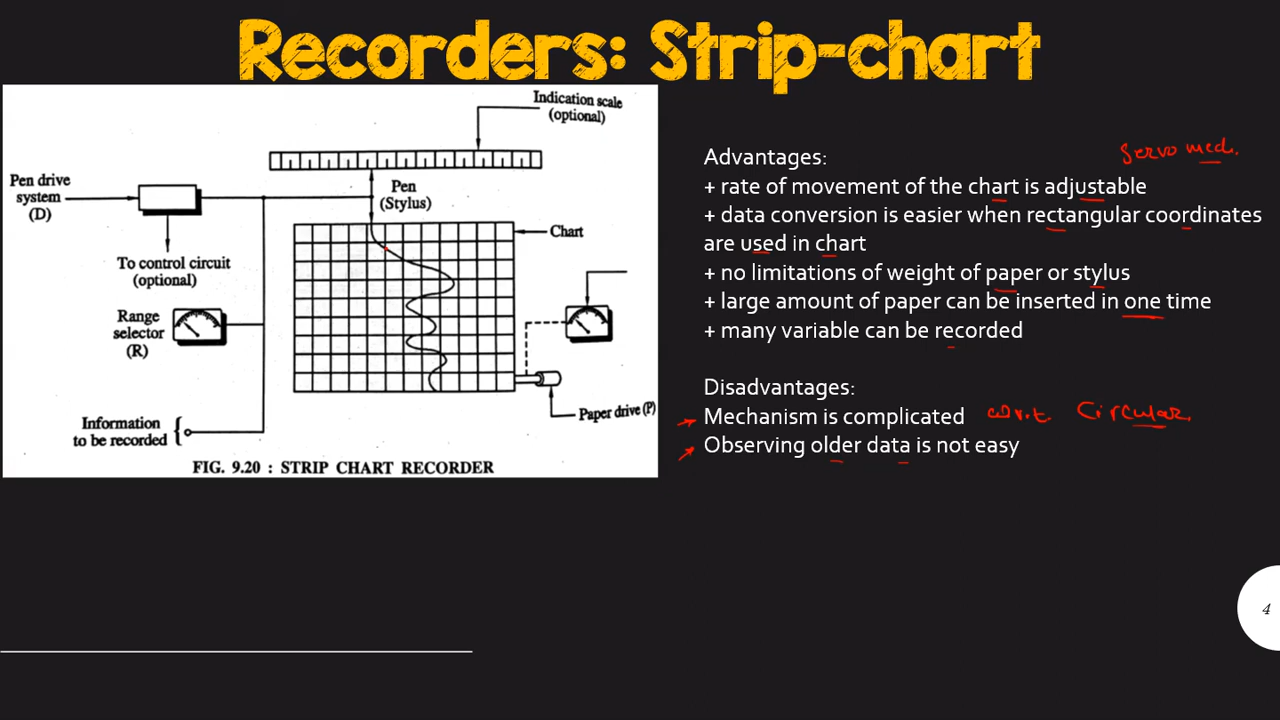 Recorders: Strip-chart
Indication scale
(optional)
Pen drive
system
(D)
Pen
(Stylus)
Chart
To control circuit
(optional)
Range
selector
(R)
Information
to be recorded
Paper drive (P)
FIG. 9.20 : STRIP CHART RECORDER
Servo mech.
Advantages:
+ rate of movement of the chart is adjustable
+ data conversion is easier when rectangular coordinates
are used in chart
+ no limitations of weight of paper or stylus
+ large amount of paper can be inserted in one time
+ many variable can be recorded
Disadvantages:
Mechanism is complicated w.r.t. Circular.
Observing older data is not easy
4